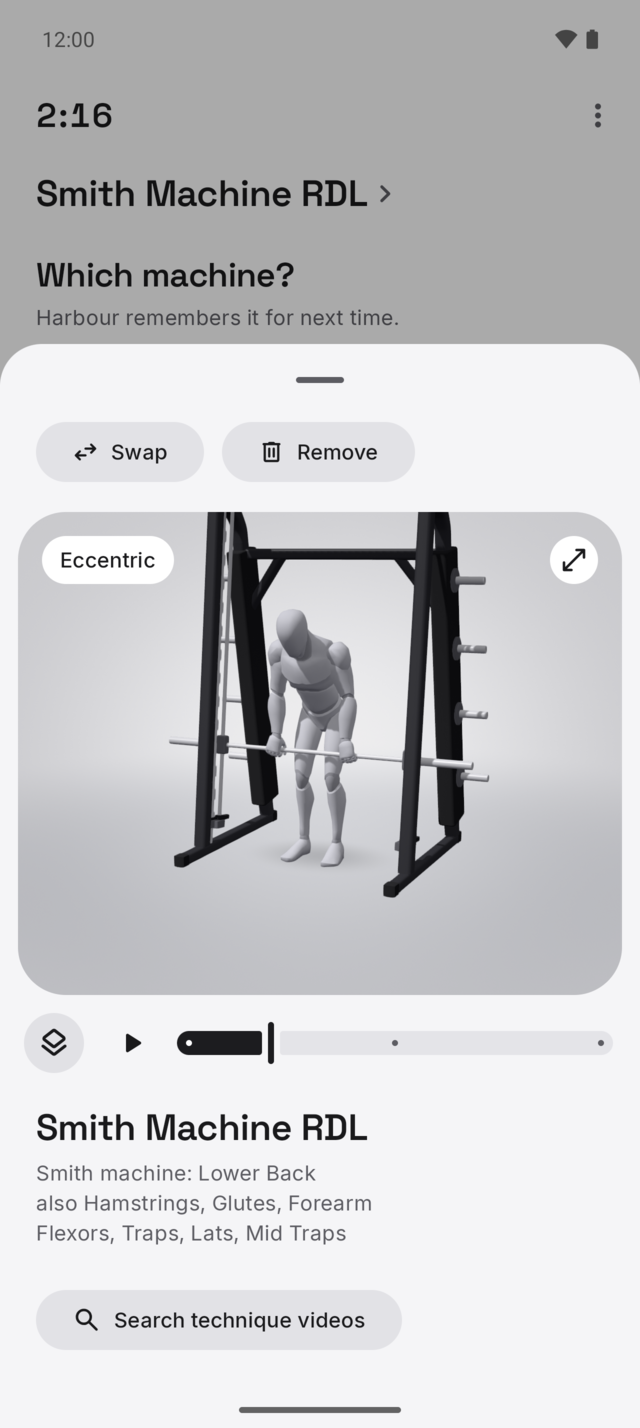 12:00
2:16
Smith Machine RDL
Which machine?
Harbour remembers it for next time.
Swap
Remove
Eccentric
Smith Machine RDL
Smith machine: Lower Back
also Hamstrings, Glutes, Forearm
Flexors, Traps, Lats, Mid Traps
Search technique videos